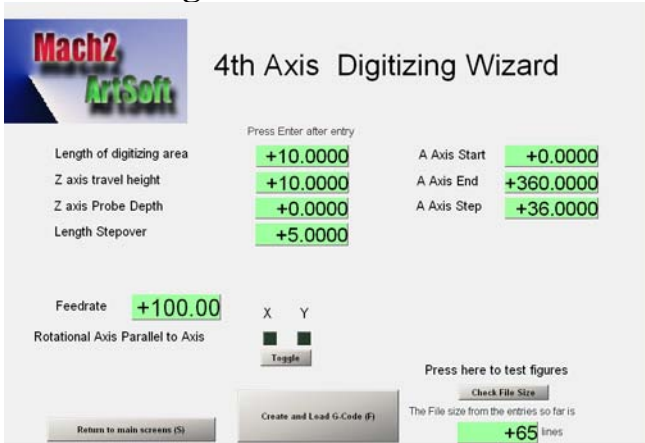 Mach2
ArtSoft
4th Axis Digitizing Wizard
Press Enter after entry
Length of digitizing area +10.0000 A Axis Start +0.0000
Z axis travel height +10.0000 A Axis End +360.0000
Z axis Probe Depth +0.0000 A Axis Step +36.0000
Length Stepover +5.0000
Feedrate +100.00 X Y
Rotational Axis Parallel to Axis
Toggle
Press here to test figures
Check File Size
Create and Load G-Code (F)
The File size from the entries so far is
Return to main screens (S)
+65 lines